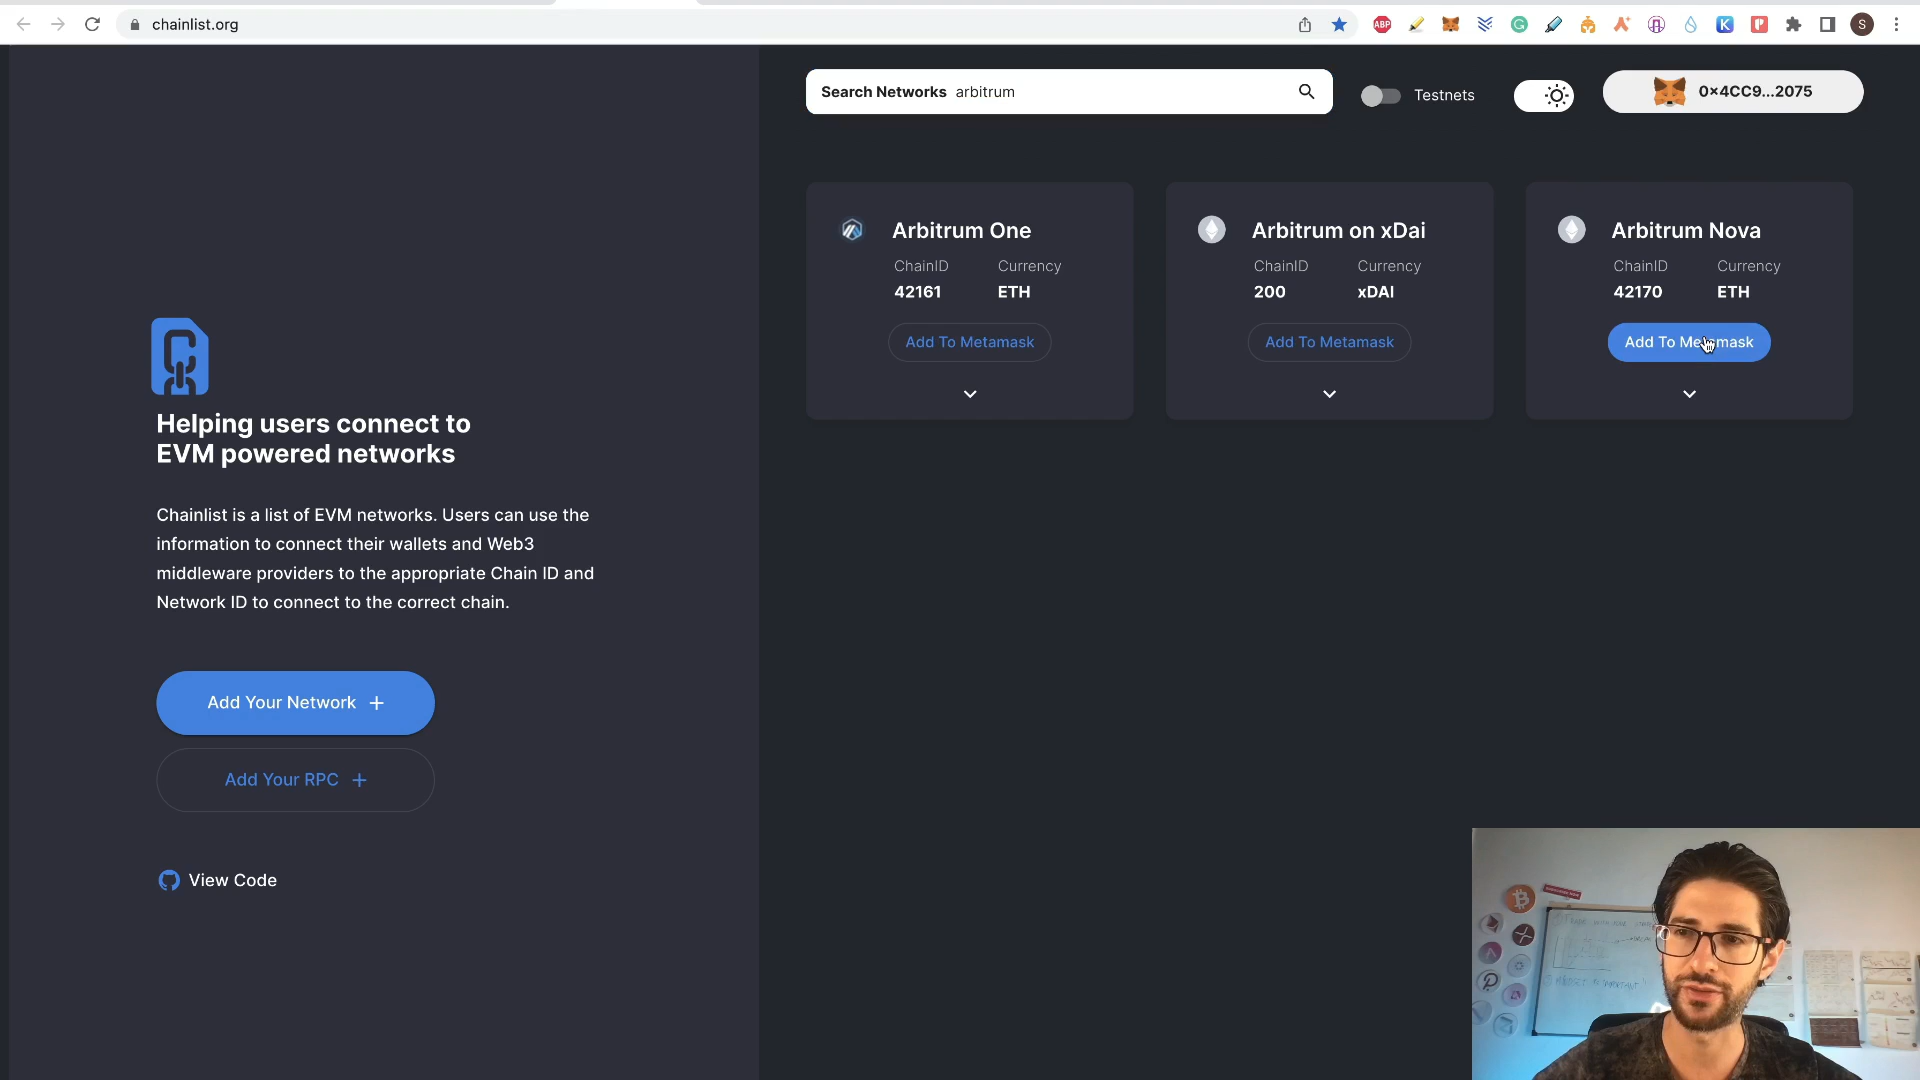 chainlist.org
ABP
S
Search Networks arbitrum
Testnets
0×4CC9...2075
Arbitrum One
ChainID Currency
42161 ETH
Add To Metamask
Arbitrum on xDai
ChainID Currency
200 xDAI
Add To Metamask
Arbitrum Nova
ChainID Currency
42170 ETH
Add To Metamask
Helping users connect to
EVM powered networks
Chainlist is a list of EVM networks. Users can use the
information to connect their wallets and Web3
middleware providers to the appropriate Chain ID and
Network ID to connect to the correct chain.
Add Your Network +
Add Your RPC +
View Code